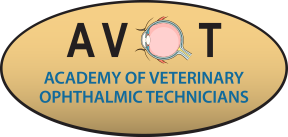 AVOT
ACADEMY OF VETERINARY
OPHTHALMIC TECHNICIANS